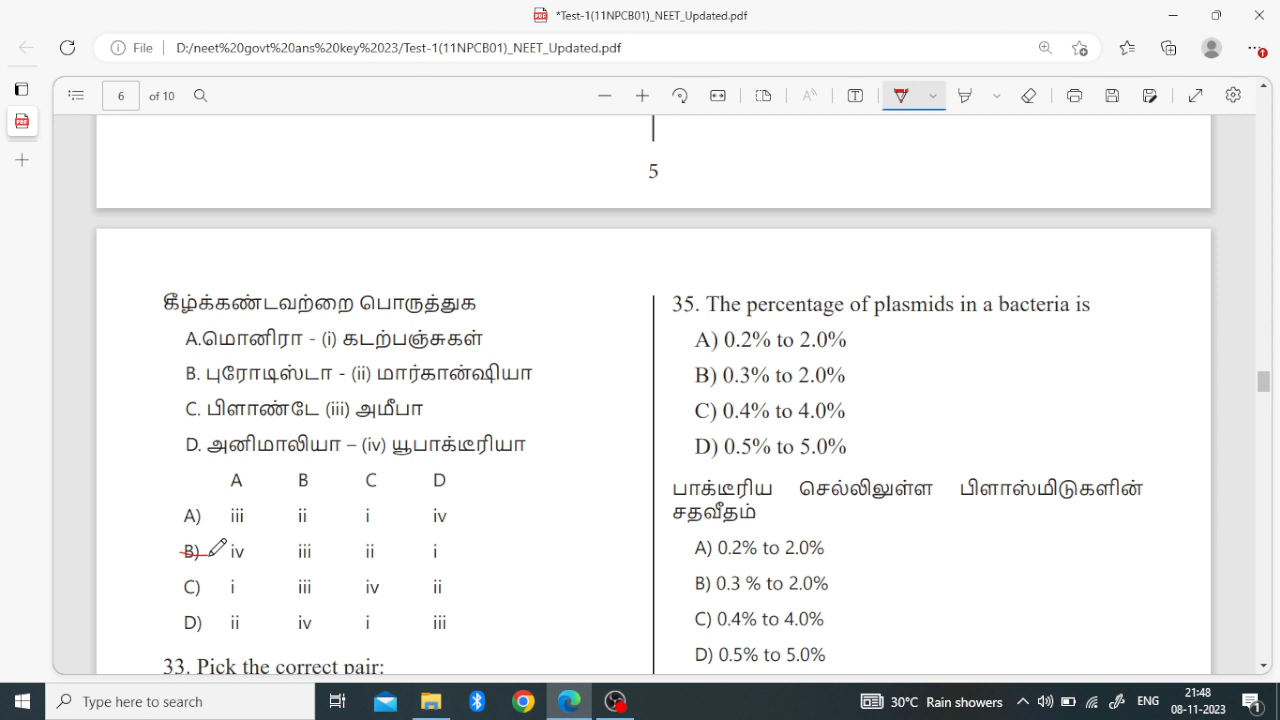 *Test-1(11NPCB01)_NEET_Updated.pdf
File D:/neet%20govt%20ans%20key%202023/Test-1(11NPCB01)_NEET_Updated.pdf
6 of 10
5
கீழ்க்கண்டவற்றை பொருத்துக
A.மொனிரா - (i) கடற்பஞ்சுகள்
B. புரோடிஸ்டா - (ii) மார்கான்ஷியா
C. பிளாண்டே (iii) அமீபா
D. அனிமாலியா – (iv) யூபாக்டீரியா
A B C D
A) iii ii i iv
B) iv iii ii i
C) i iii iv ii
D) ii iv i iii
33. Pick the correct pair:
35. The percentage of plasmids in a bacteria is
A) 0.2% to 2.0%
B) 0.3% to 2.0%
C) 0.4% to 4.0%
D) 0.5% to 5.0%
பாக்டீரிய செல்லிலுள்ள பிளாஸ்மிடுகளின்
சதவீதம்
A) 0.2% to 2.0%
B) 0.3 % to 2.0%
C) 0.4% to 4.0%
D) 0.5% to 5.0%
Type here to search
30°C Rain showers
ENG
21:48
08-11-2023
1